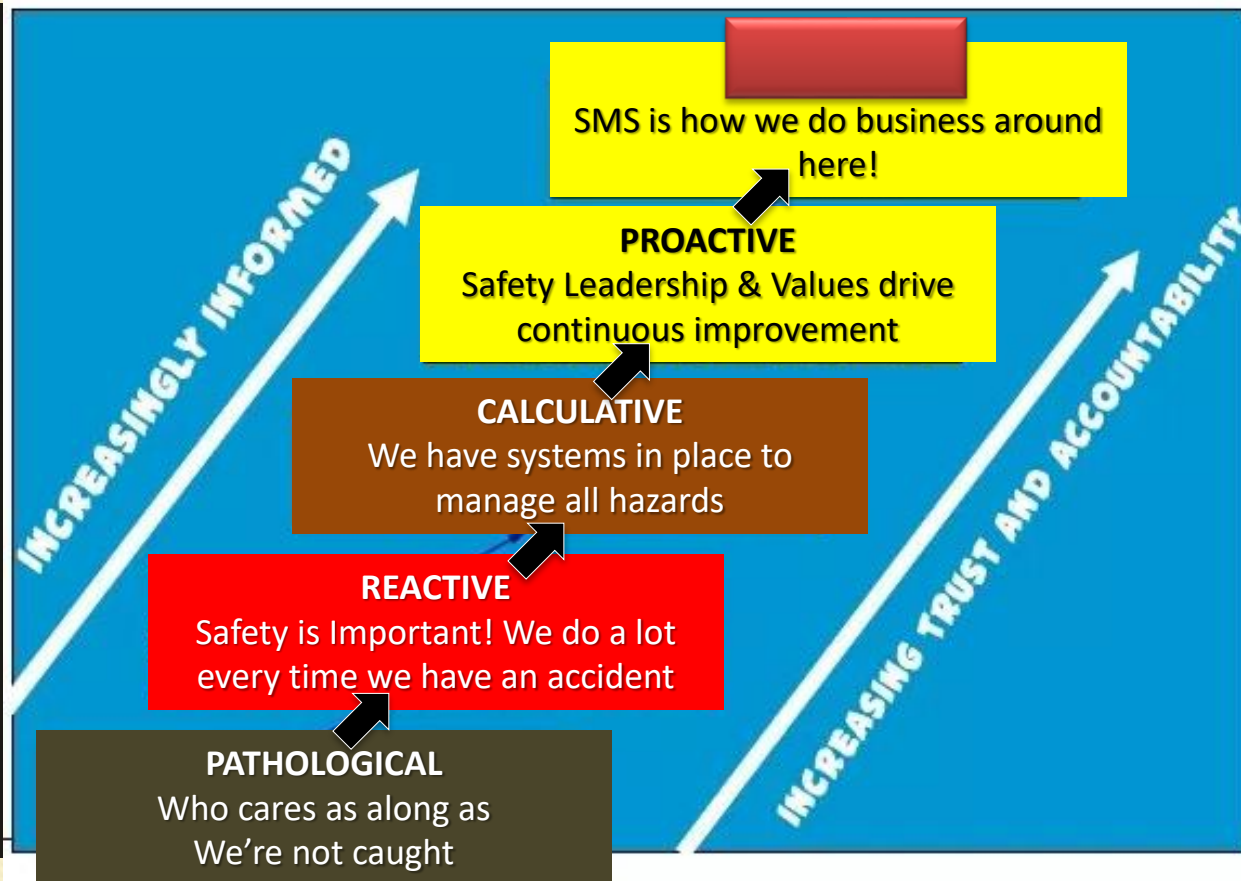 SMS is how we do business around
here!
PROACTIVE
Safety Leadership & Values drive
continuous improvement
CALCULATIVE
We have systems in place to
manage all hazards
REACTIVE
Safety is Important! We do a lot
every time we have an accident
PATHOLOGICAL
Who cares as along as
We're not caught
INCREASINGLY INFORMED
INCREASING TRUST AND ACCOUNTABILITY